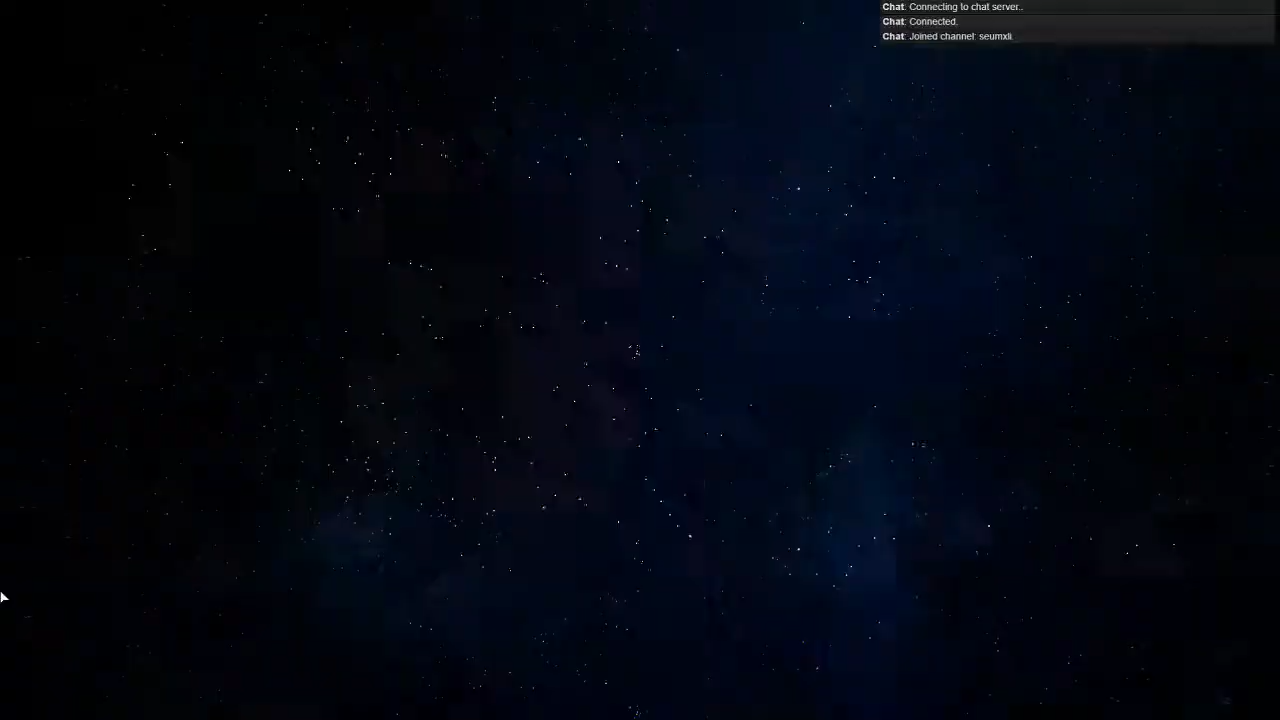 Chat: Connecting to chat server..
Chat: Connected.
Chat: Joined channel: seumxli